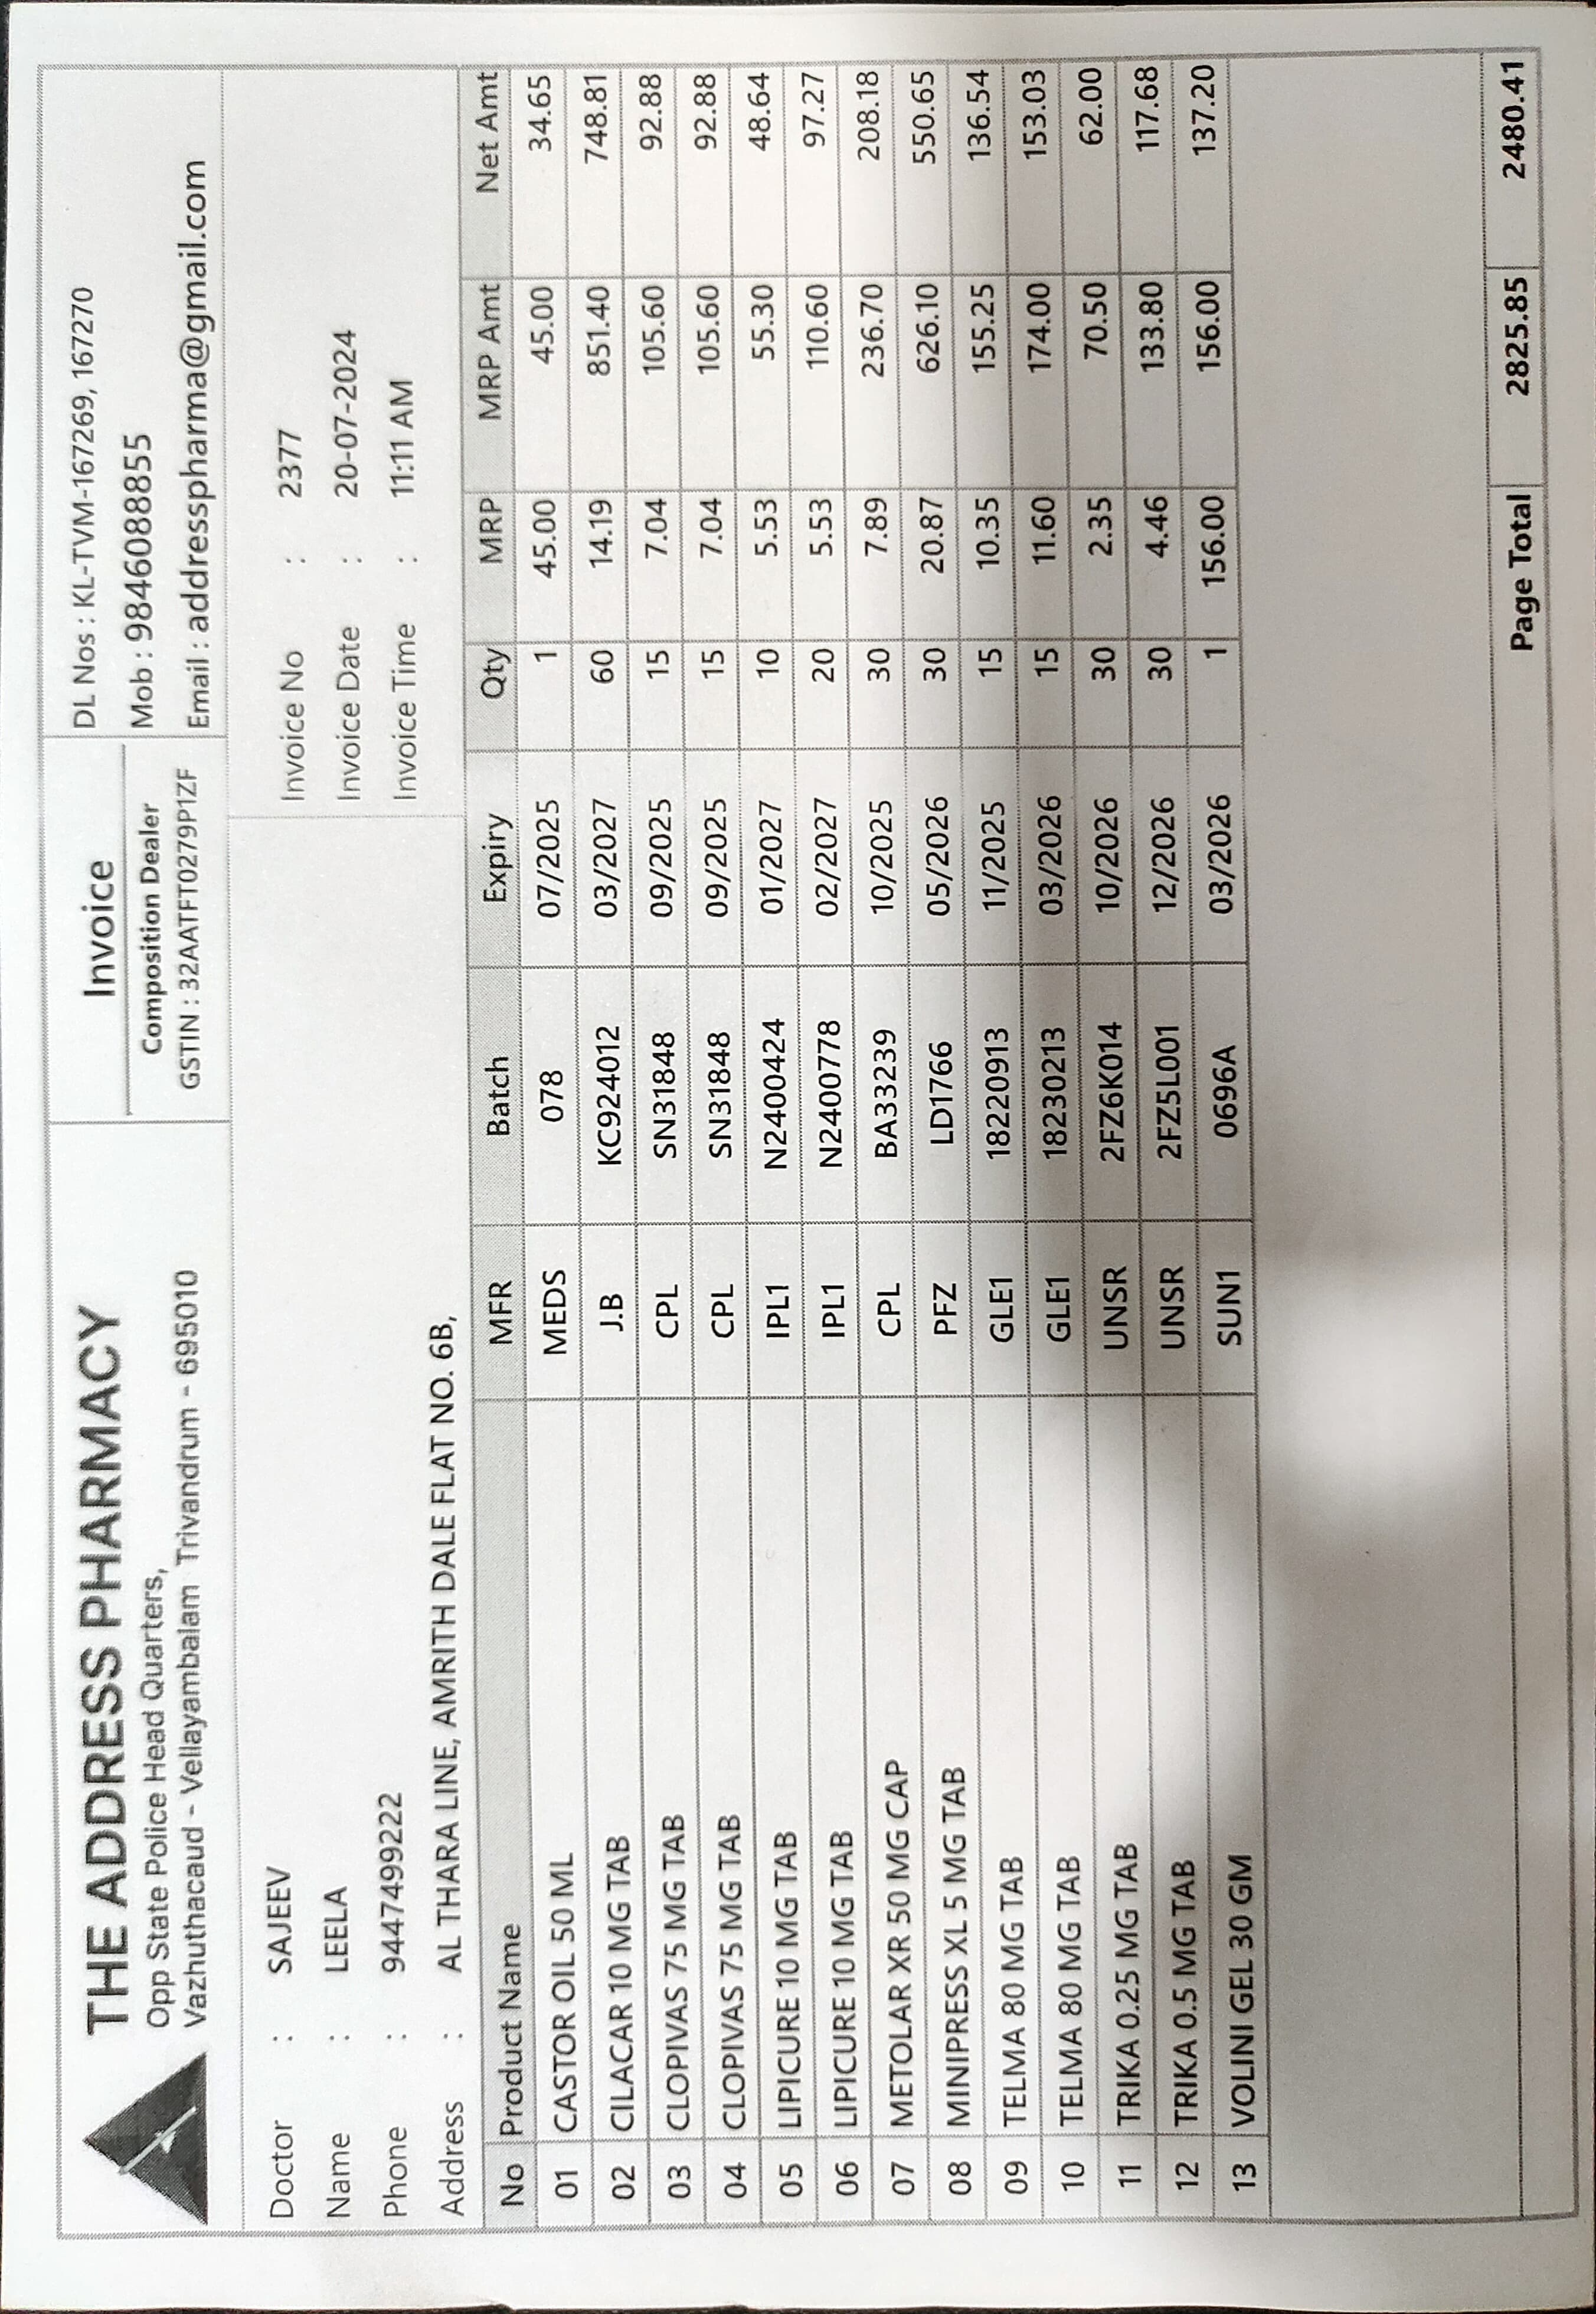 THE ADDRESS PHARMACY
Opp State Police Head Quarters,
Vazhuthacaud - Vellayambalam Trivandrum - 695010
Invoice
Composition Dealer
GSTIN : 32AATFT0279P1ZF
DL Nos : KL-TVM-167269, 167270
Mob : 9846088855
Email : addresspharma@gmail.com
Doctor : SAJEEV
Name : LEELA
Phone : 9447499222
Address : AL THARA LINE, AMRITH DALE FLAT NO. 6B,
Invoice No : 2377
Invoice Date : 20-07-2024
Invoice Time : 11:11 AM
No Product Name MFR Batch Expiry Qty MRP MRP Amt Net Amt
01 CASTOR OIL 50 ML MEDS 078 07/2025 1 45.00 45.00 34.65
02 CILACAR 10 MG TAB J.B KC924012 03/2027 60 14.19 851.40 748.81
03 CLOPIVAS 75 MG TAB CPL SN31848 09/2025 15 7.04 105.60 92.88
04 CLOPIVAS 75 MG TAB CPL SN31848 09/2025 15 7.04 105.60 92.88
05 LIPICURE 10 MG TAB IPL1 N2400424 01/2027 10 5.53 55.30 48.64
06 LIPICURE 10 MG TAB IPL1 N2400778 02/2027 20 5.53 110.60 97.27
07 METOLAR XR 50 MG CAP CPL BA33239 10/2025 30 7.89 236.70 208.18
08 MINIPRESS XL 5 MG TAB PFZ LD1766 05/2026 30 20.87 626.10 550.65
09 TELMA 80 MG TAB GLE1 18220913 11/2025 15 10.35 155.25 136.54
10 TELMA 80 MG TAB GLE1 18230213 03/2026 15 11.60 174.00 153.03
11 TRIKA 0.25 MG TAB UNSR 2FZ6K014 10/2026 30 2.35 70.50 62.00
12 TRIKA 0.5 MG TAB UNSR 2FZ5L001 12/2026 30 4.46 133.80 117.68
13 VOLINI GEL 30 GM SUN1 0696A 03/2026 1 156.00 156.00 137.20
Page Total 2825.85 2480.41